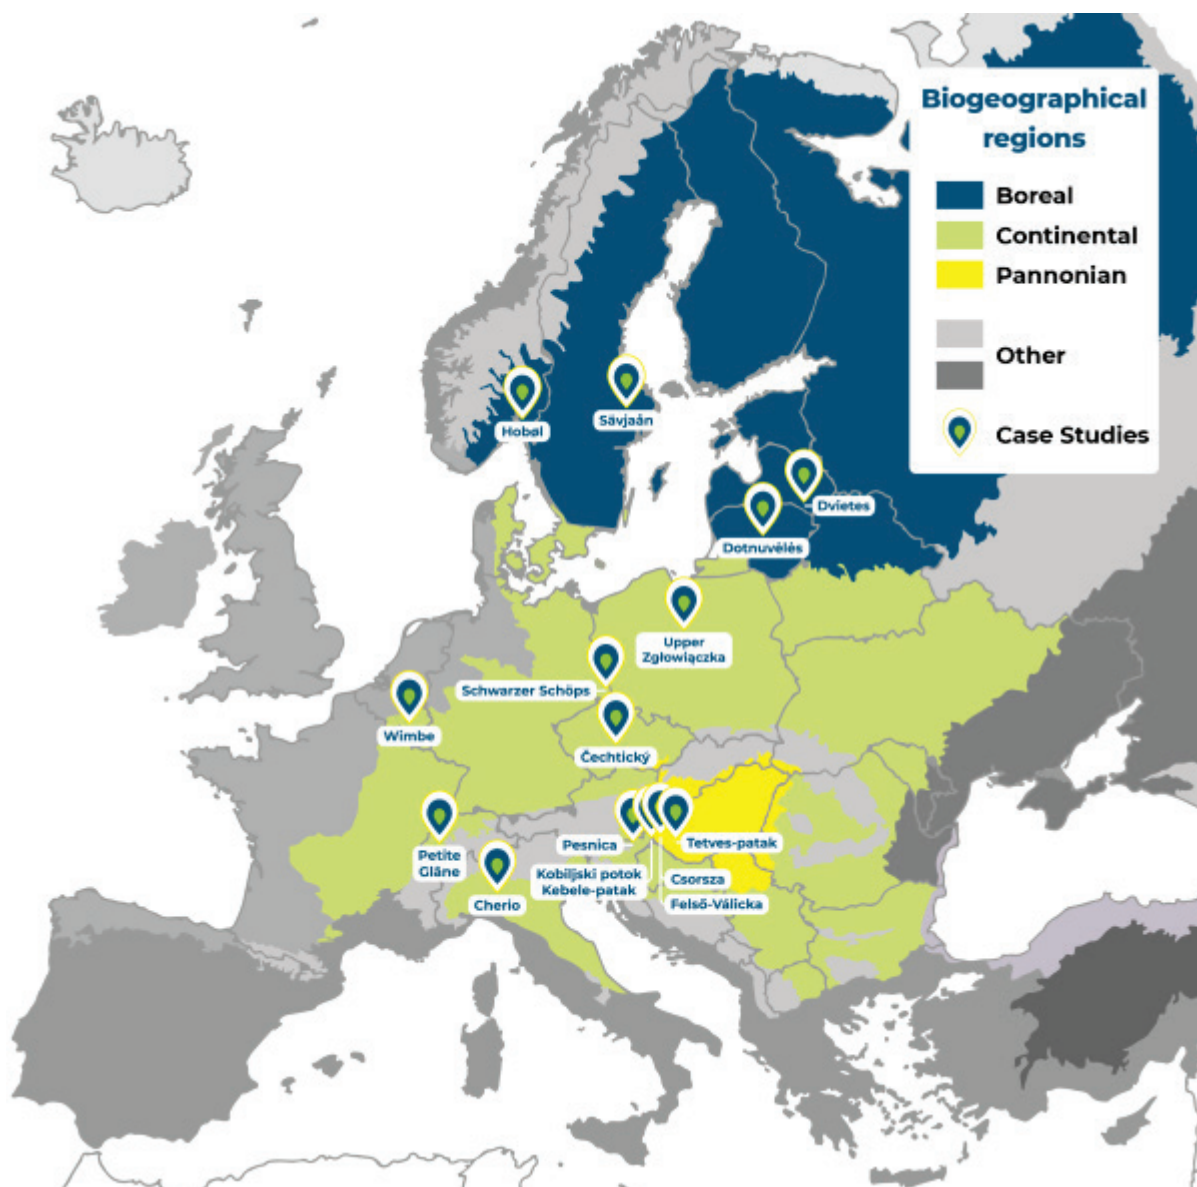 Biogeographical
regions
Boreal
Continental
Pannonian
Other
Case Studies
Hobøl
Sävjaån
Dvietes
Dotnuvélés
Upper
Zgłowiączka
Schwarzer Schöps
Wimbe
Čechtický
Petite
Glâne
Cherio
Pesnica
Tetves-patak
Kobiljski potok
Kebele-patak
Csorsza
Felső-Válicka